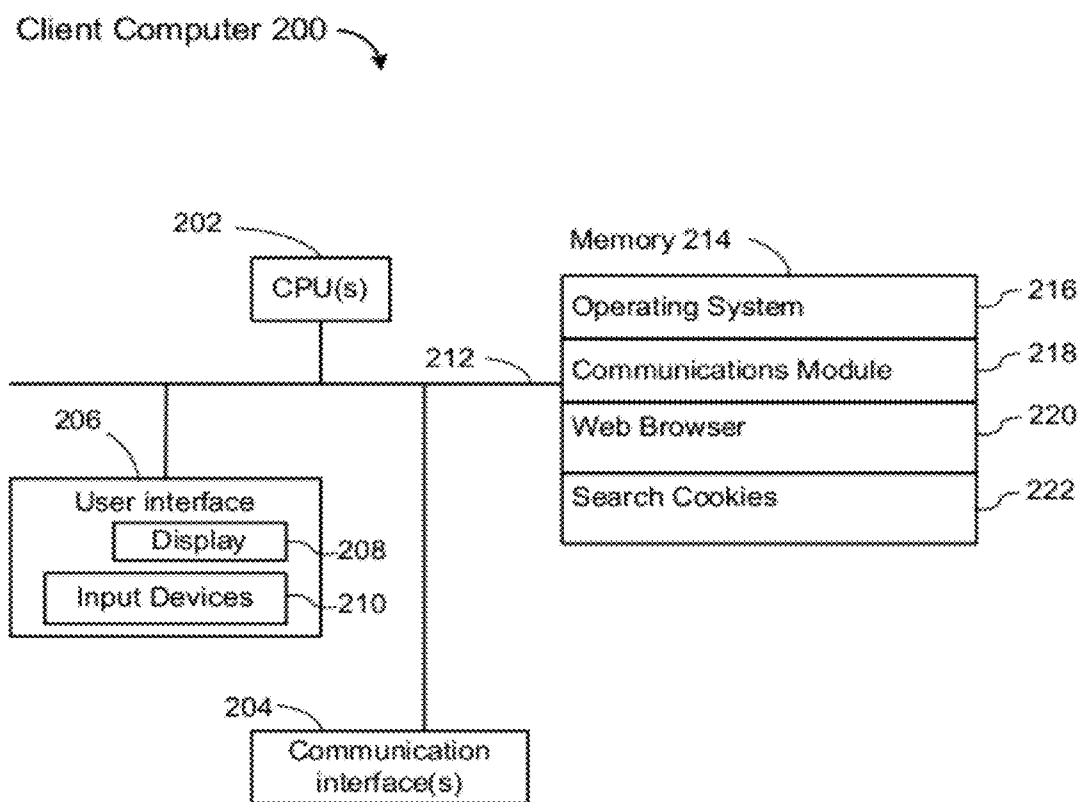 Client Computer 200
202
CPU(s)
Memory 214
Operating System
216
212
Communications Module
218
206
Web Browser
220
User interface
Search Cookies
222
Display
208
Input Devices
210
204
Communication
interface(s)